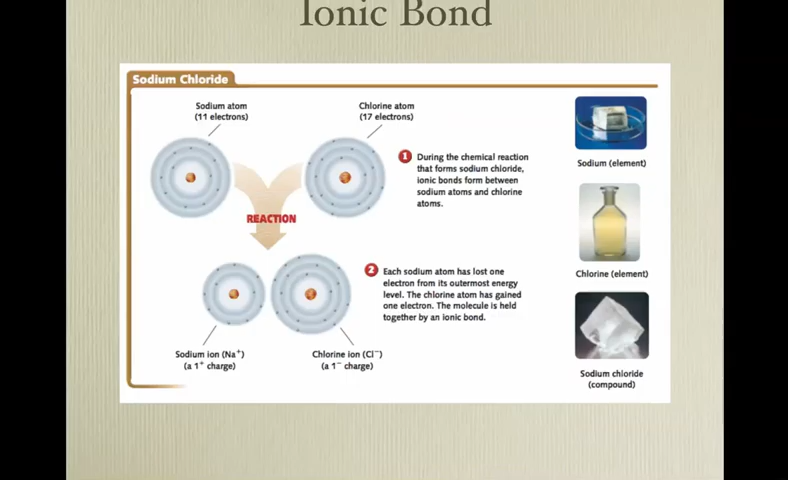 Ionic Bond
Sodium Chloride
Sodium atom
(11 electrons)
Chlorine atom
(17 electrons)
1 During the chemical reaction
that forms sodium chloride,
ionic bonds form between
sodium atoms and chlorine
atoms.
REACTION
2 Each sodium atom has lost one
electron from its outermost energy
level. The chlorine atom has gained
one electron. The molecule is held
together by an ionic bond.
Sodium ion (Na⁺)
(a 1⁺ charge)
Chlorine ion (Cl⁻)
(a 1⁻ charge)
Sodium (element)
Chlorine (element)
Sodium chloride
(compound)